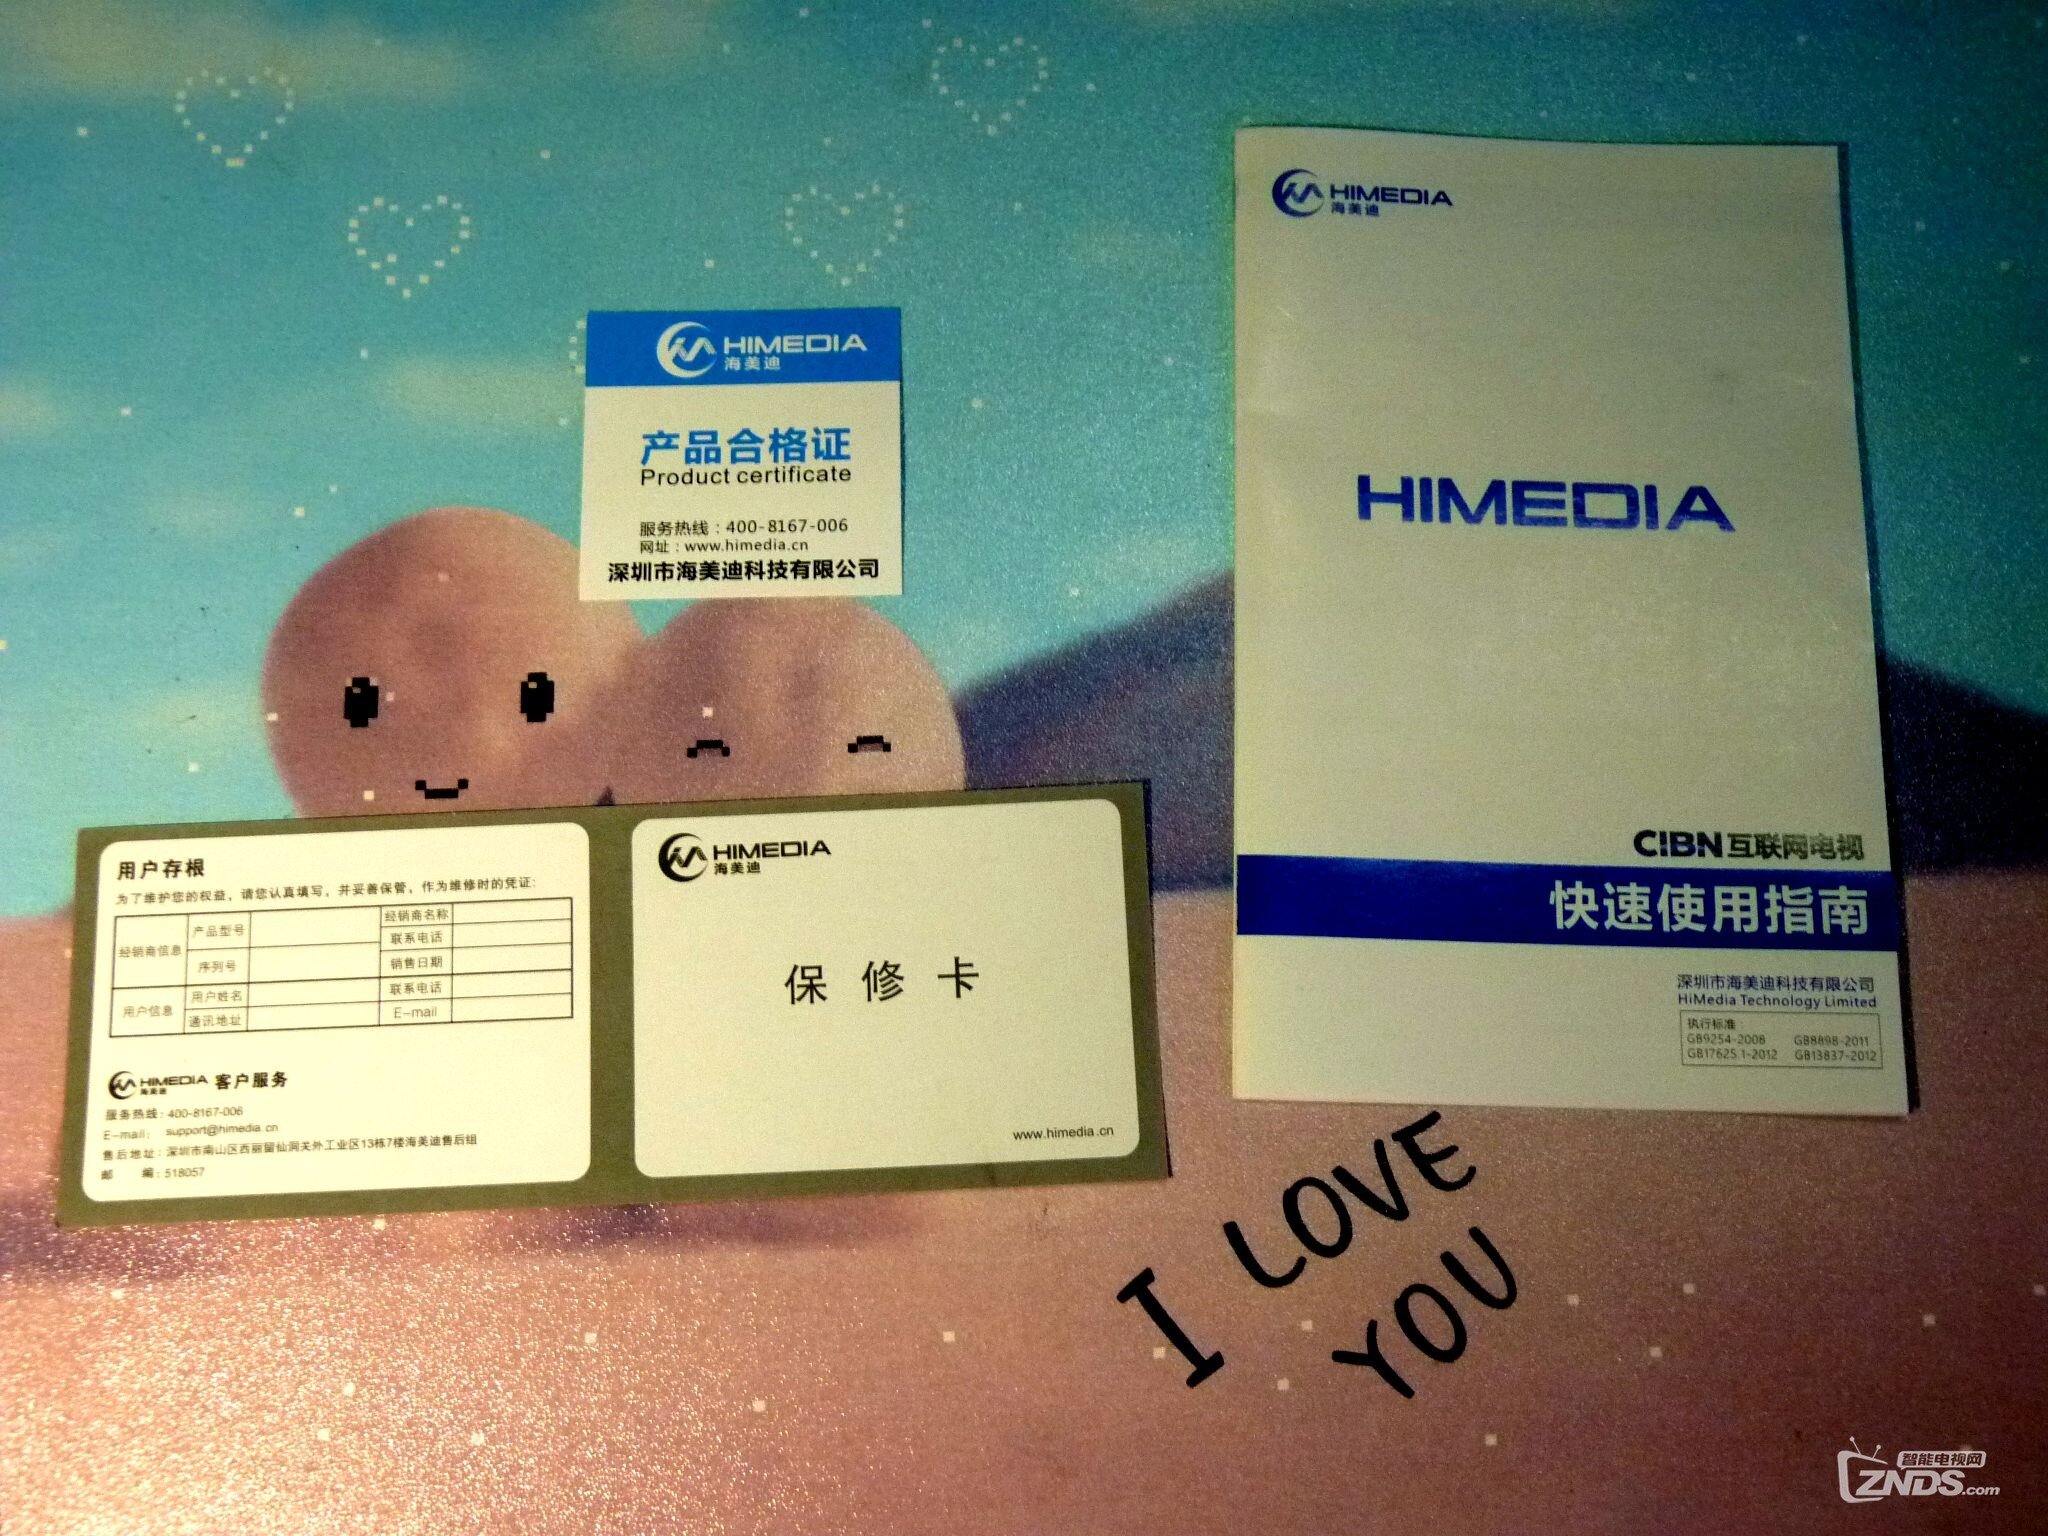 HIMEDIA
海美迪
产品合格证
Product certificate
服务热线：400-8167-006
网址：www.himedia.cn
深圳市海美迪科技有限公司
HIMEDIA
海美迪
HIMEDIA
CIBN互联网电视
快速使用指南
深圳市海美迪科技有限公司
HiMedia Technology Limited
执行标准：
GB9254-2008 GB8898-2011
GB17625.1-2012 GB13837-2012
用户存根
为了维护您的权益，请您认真填写，并妥善保管，作为维修时的凭证：
经销商信息 产品型号 经销商名称
联系电话
序列号 销售日期
用户信息 用户姓名 联系电话
通讯地址 E-mail
HIMEDIA 客户服务
海美迪
服务热线：400-8167-006
E-mail： support@himedia.cn
售后地址：深圳市南山区西丽留仙洞关外工业区13栋7楼海美迪售后组
邮 编：518057
HIMEDIA
海美迪
保修卡
www.himedia.cn
I LOVE
YOU
智能电视网
ZNDS.com